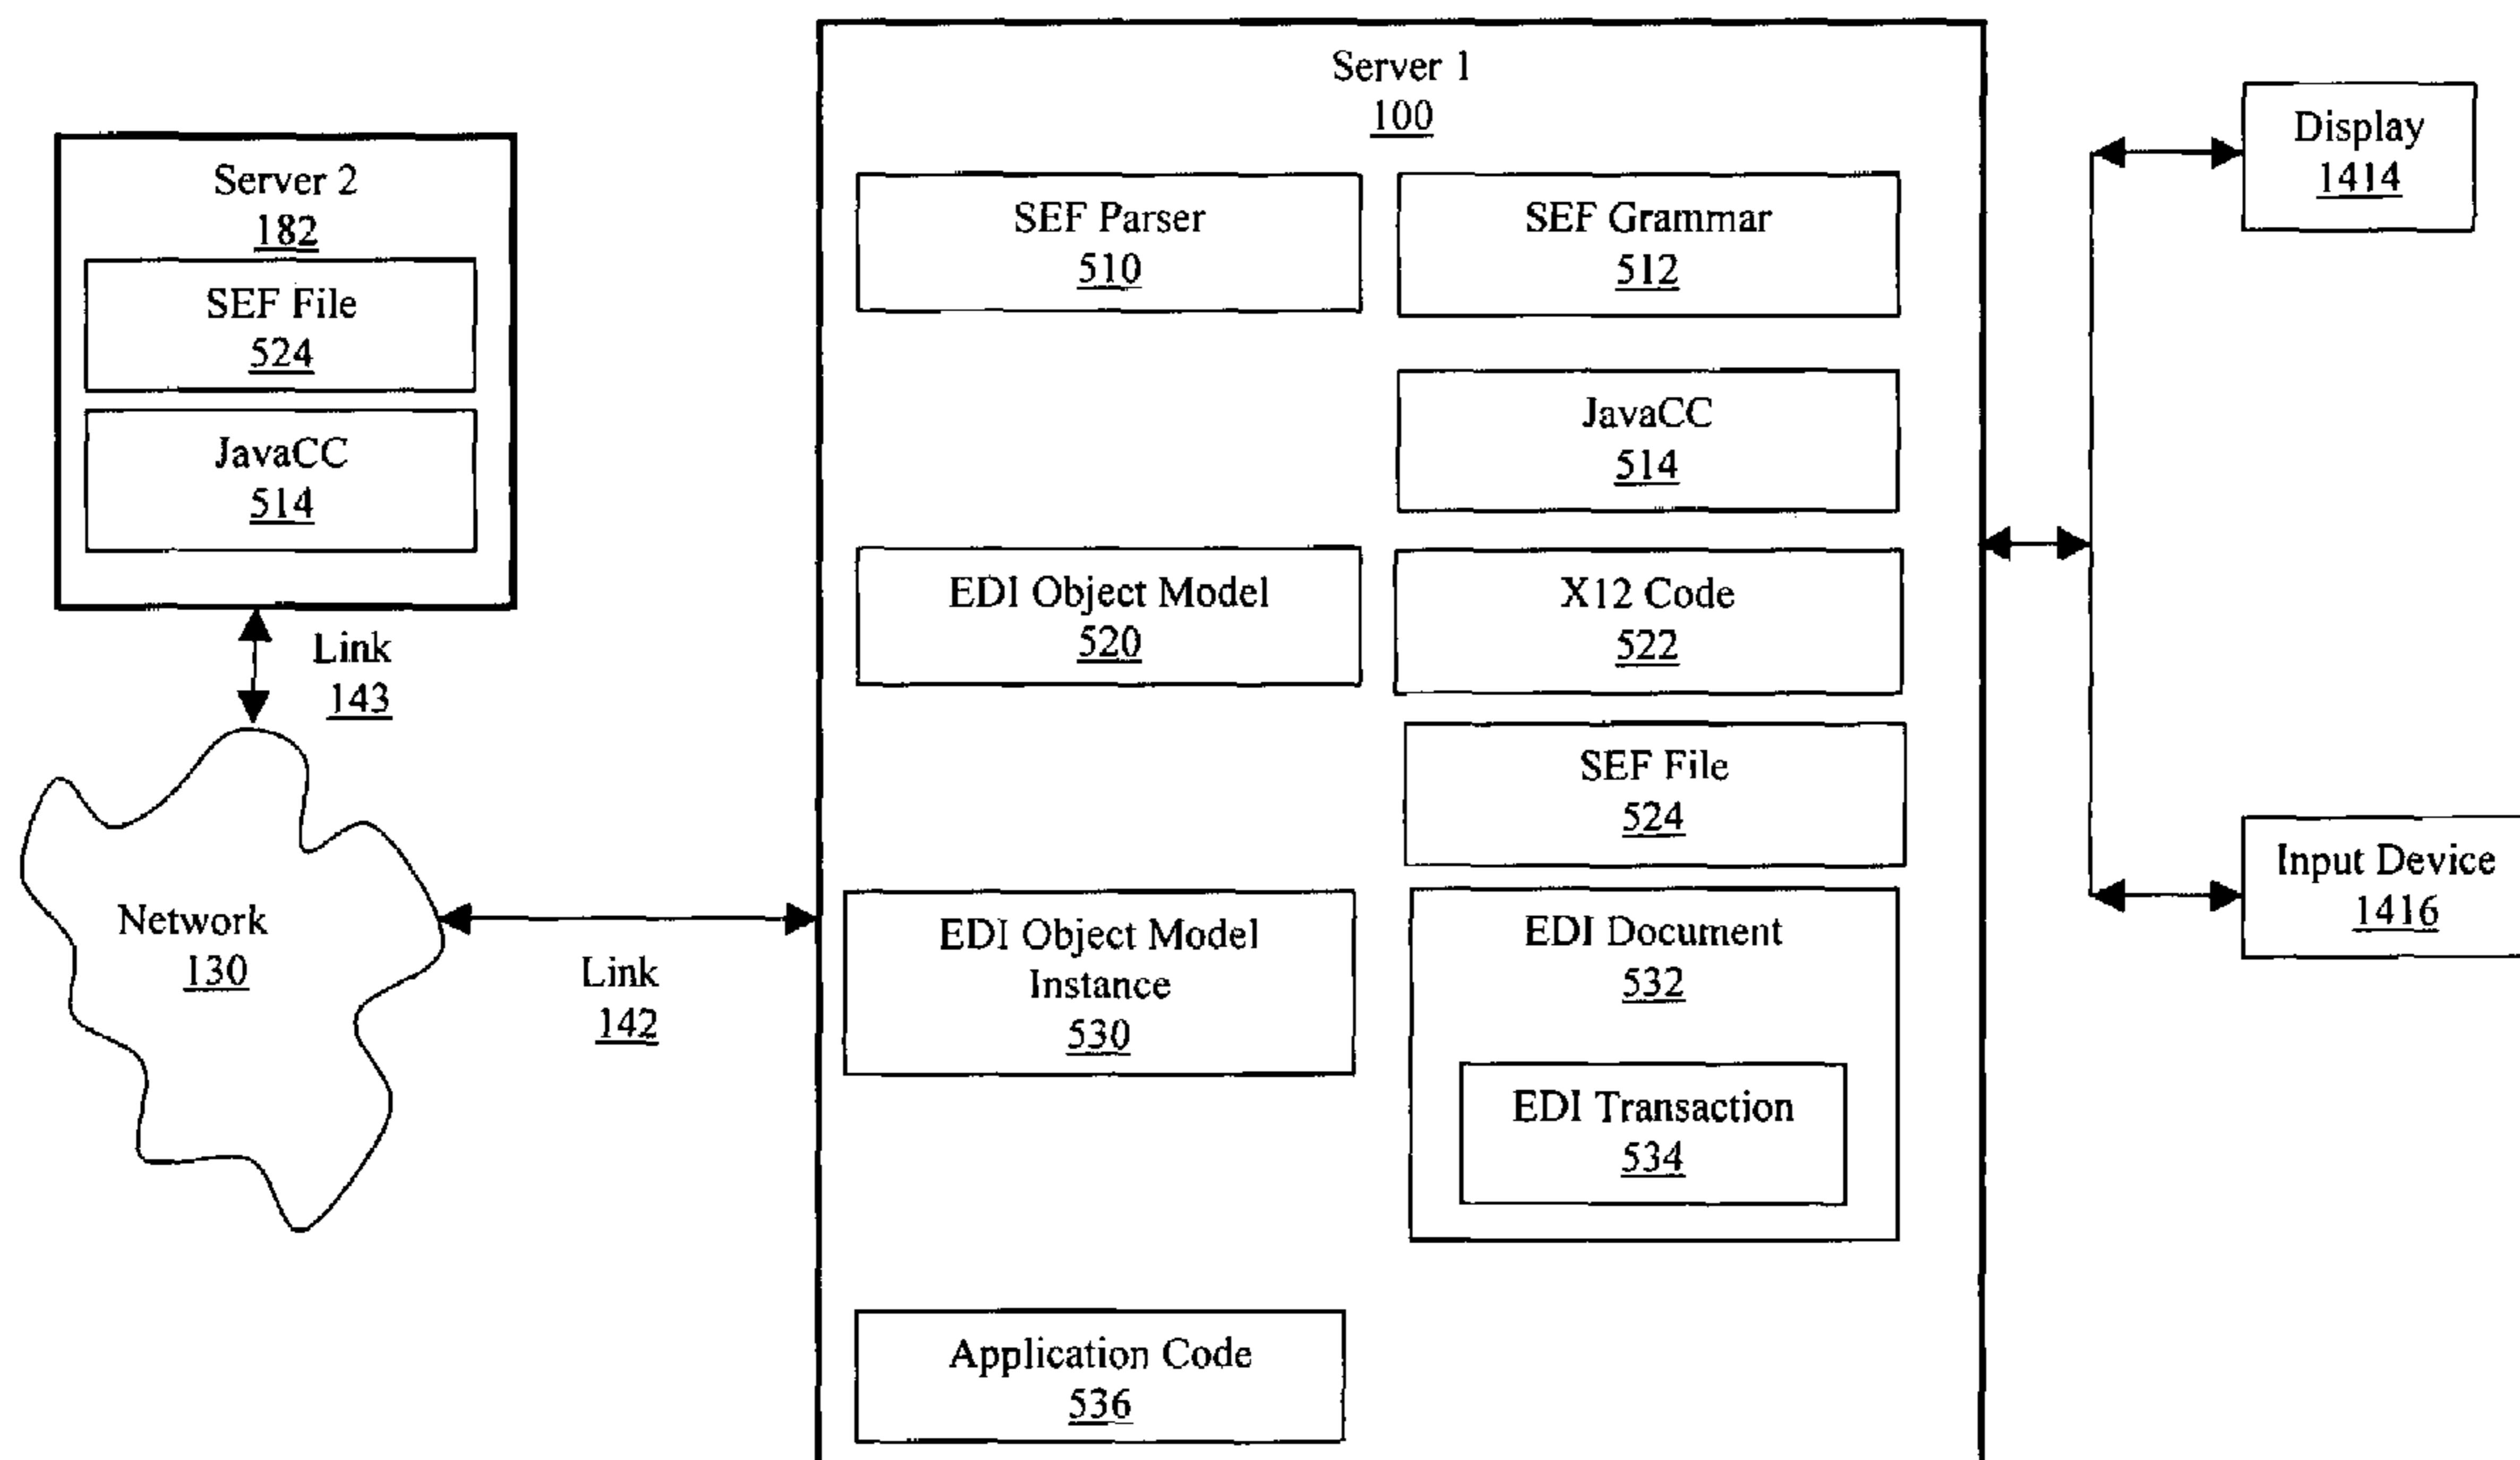 Server 1
100
Server 2
182
SEF File
524
JavaCC
514
Link
143
Network
130
Link
142
SEF Parser
510
SEF Grammar
512
JavaCC
514
EDI Object Model
520
X12 Code
522
SEF File
524
EDI Object Model
Instance
530
EDI Document
532
EDI Transaction
534
Application Code
536
Display
1414
Input Device
1416